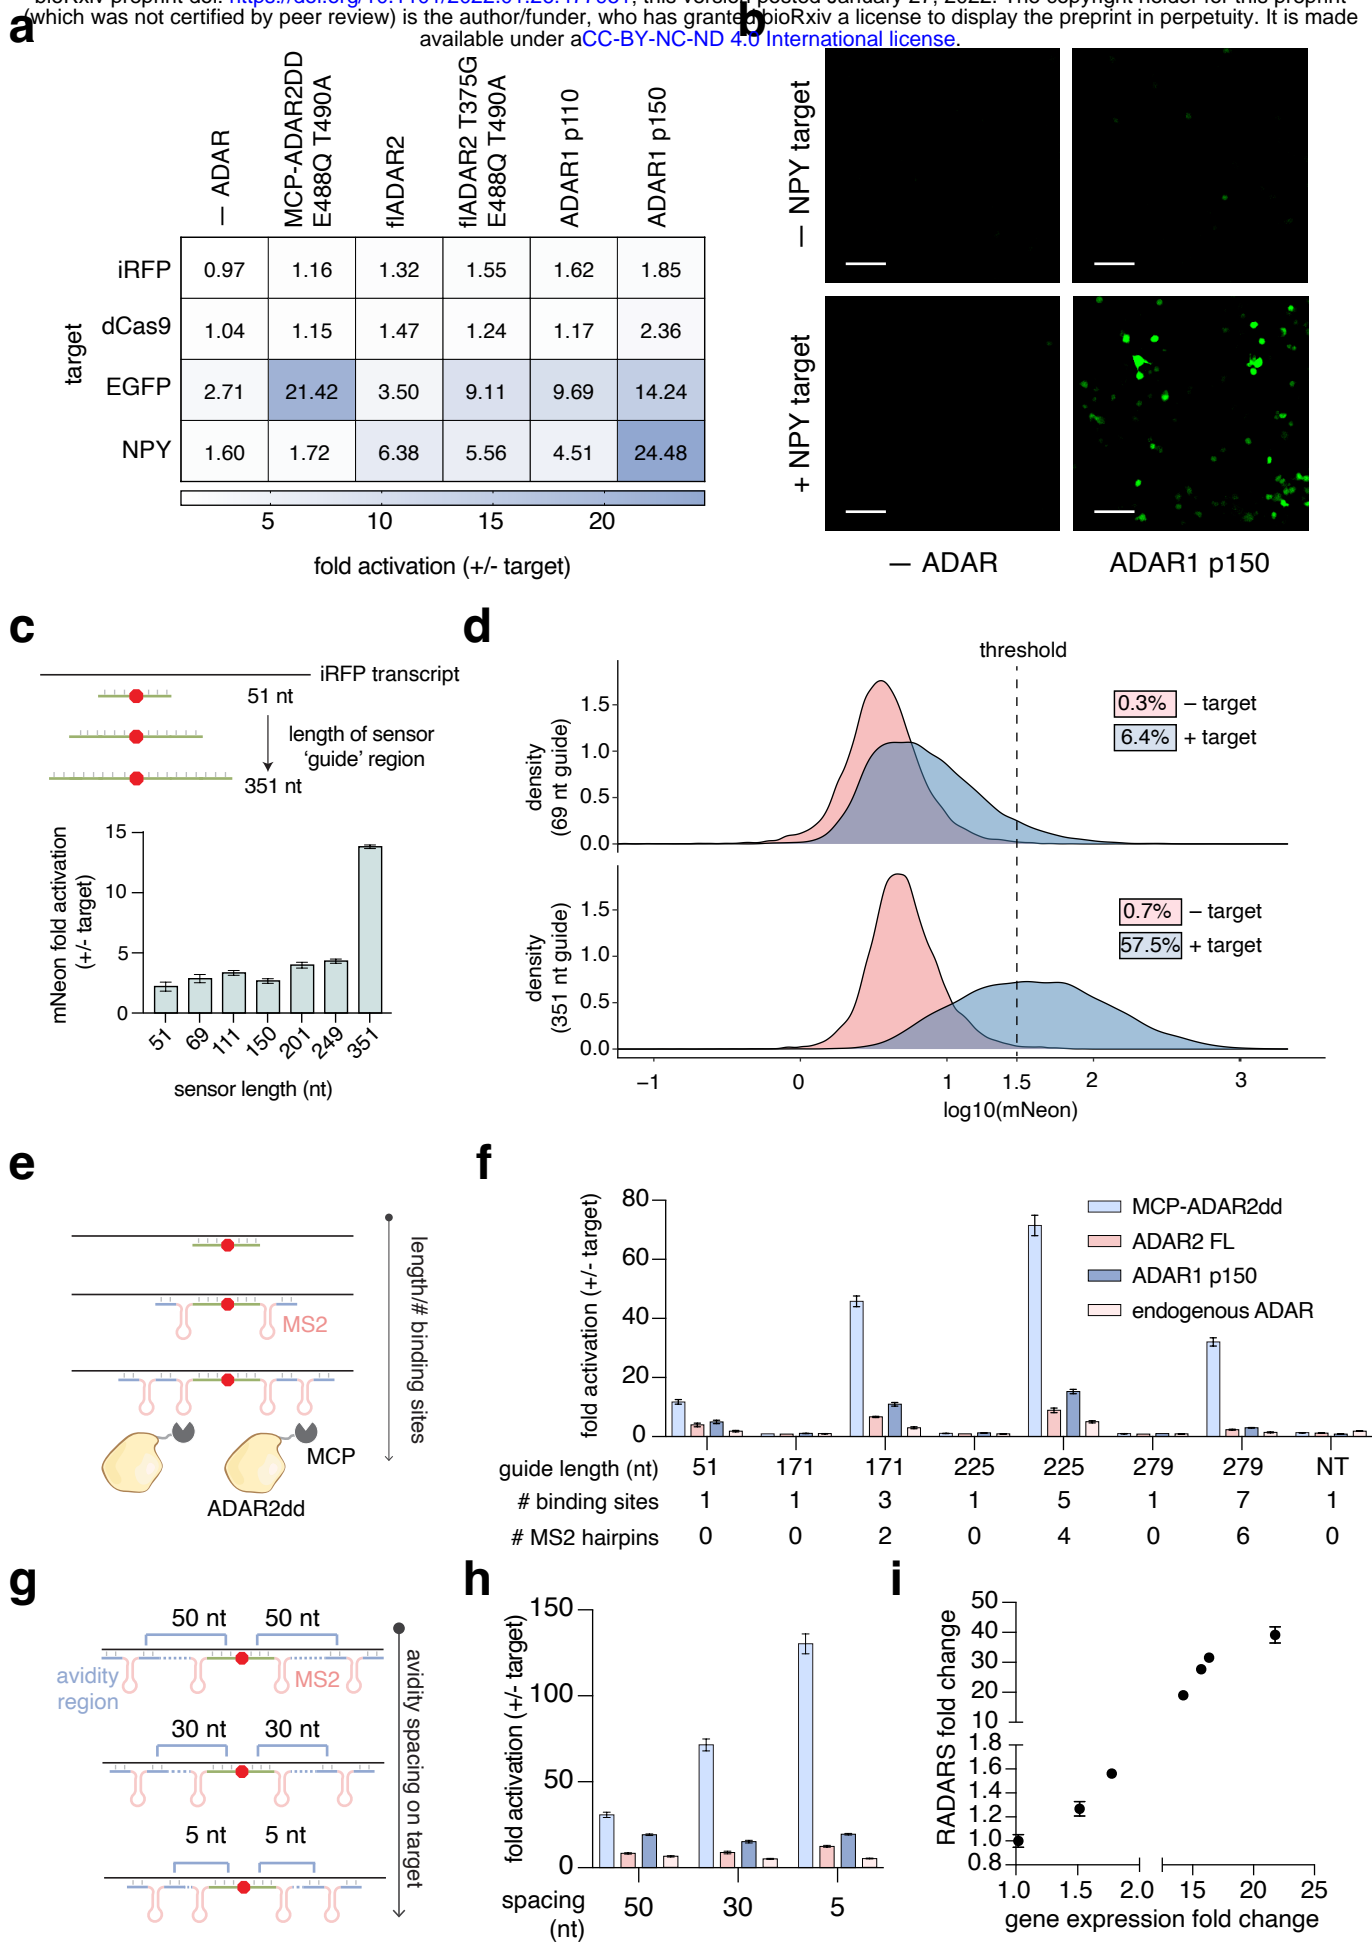 (which was not certified by peer review) is the author/funder, who has granted bioRxiv a license to display the preprint in perpetuity. It is made
available under aCC-BY-NC-ND 4.0 International license.
a
— ADAR
MCP-ADAR2DD
E488Q T490A
flADAR2
flADAR2 T375G
E488Q T490A
ADAR1 p110
ADAR1 p150
target
iRFP 0.97 1.16 1.32 1.55 1.62 1.85
dCas9 1.04 1.15 1.47 1.24 1.17 2.36
EGFP 2.71 21.42 3.50 9.11 9.69 14.24
NPY 1.60 1.72 6.38 5.56 4.51 24.48
5 10 15 20
fold activation (+/- target)
b
— NPY target
+ NPY target
— ADAR
ADAR1 p150
c
iRFP transcript
51 nt
length of sensor
‘guide’ region
351 nt
mNeon fold activation
(+/- target)
15
10
5
0
51 69 111 150 201 249 351
sensor length (nt)
d
threshold
density
(69 nt guide)
1.5
1.0
0.5
0.0
0.3% – target
6.4% + target
density
(351 nt guide)
1.5
1.0
0.5
0.0
0.7% – target
57.5% + target
−1 0 1 1.5 2 3
log10(mNeon)
e
MS2
MCP
ADAR2dd
length/# binding sites
f
fold activation (+/- target)
80
60
40
20
0
MCP-ADAR2dd
ADAR2 FL
ADAR1 p150
endogenous ADAR
guide length (nt) 51 171 171 225 225 279 279 NT
# binding sites 1 1 3 1 5 1 7 1
# MS2 hairpins 0 0 2 0 4 0 6 0
g
50 nt 50 nt
avidity
region
MS2
30 nt 30 nt
5 nt 5 nt
avidity spacing on target
h
fold activation (+/- target)
150
100
50
0
spacing
(nt)
50 30 5
i
RADARS fold change
50
40
30
20
10
1.8
1.6
1.4
1.2
1.0
0.8
1.0 1.5 2.0 15 20 25
gene expression fold change